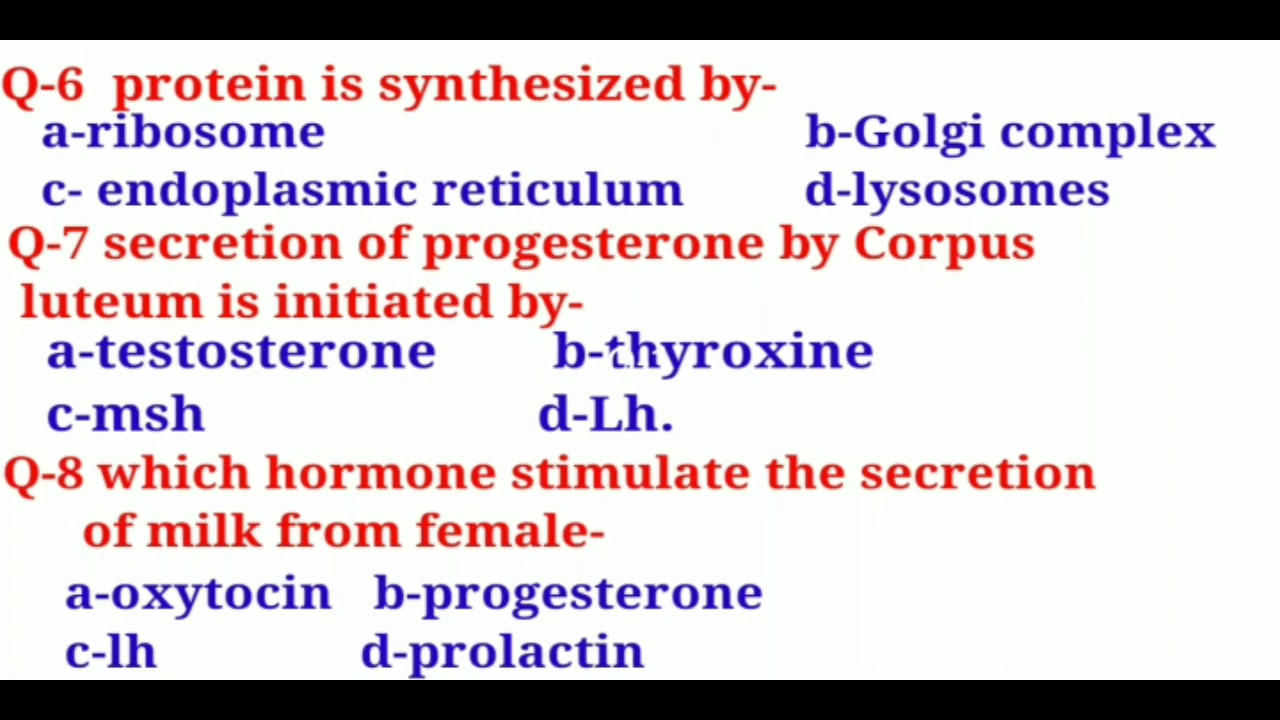 Q-6 protein is synthesized by-
a-ribosome b-Golgi complex
c- endoplasmic reticulum d-lysosomes
Q-7 secretion of progesterone by Corpus
luteum is initiated by-
a-testosterone b-thyroxine
c-msh d-Lh.
Q-8 which hormone stimulate the secretion
of milk from female-
a-oxytocin b-progesterone
c-lh d-prolactin